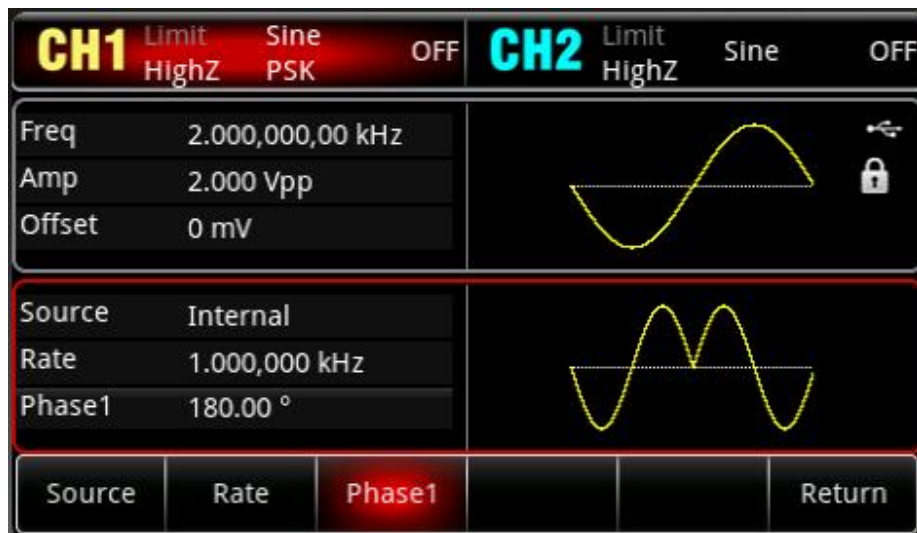 CH1 Limit Sine OFF CH2 Limit Sine OFF
HighZ PSK HighZ
Freq 2.000,000,00 kHz
Amp 2.000 Vpp
Offset 0 mV
Source Internal
Rate 1.000,000 kHz
Phase1 180.00 °
Source Rate Phase1 Return